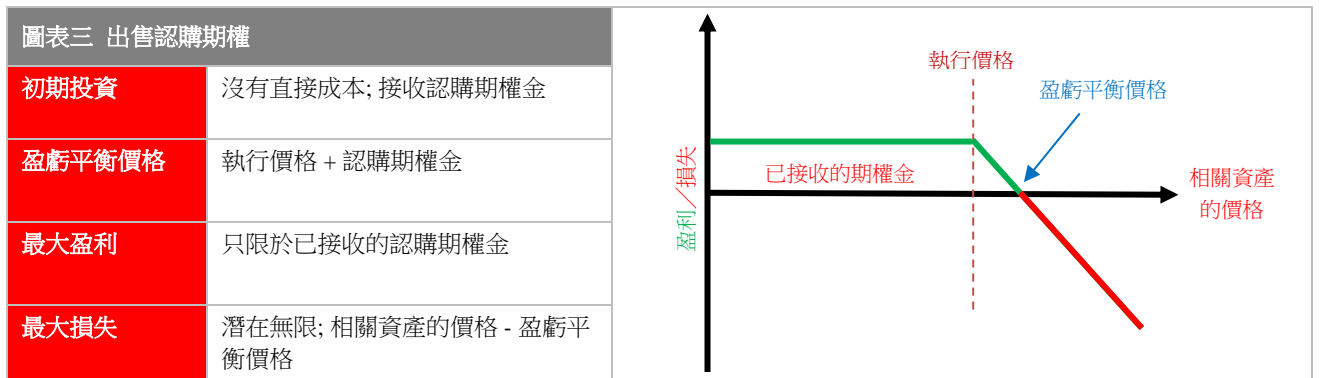 圖表三 出售認購期權
初期投資
沒有直接成本; 接收認購期權金
盈虧平衡價格
執行價格 + 認購期權金
最大盈利
只限於已接收的認購期權金
最大損失
潛在無限; 相關資產的價格 - 盈虧平
衡價格
執行價格
盈虧平衡價格
已接收的期權金
盈利／損失
相關資產
的價格